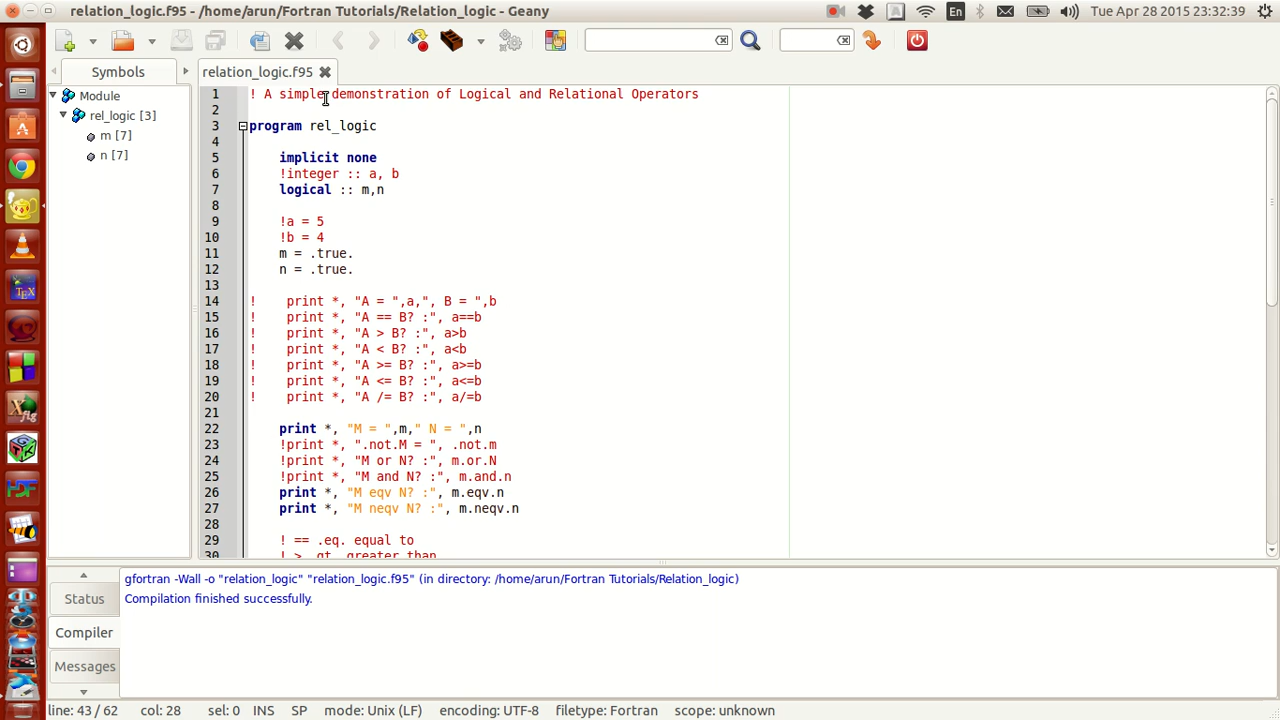 relation_logic.f95 - /home/arun/Fortran Tutorials/Relation_logic - Geany
En
Tue Apr 28 2015 23:32:39
Symbols
relation_logic.f95
Module
rel_logic [3]
m [7]
n [7]
1 ! A simple demonstration of Logical and Relational Operators
2
3 program rel_logic
4
5 implicit none
6 !integer :: a, b
7 logical :: m,n
8
9 !a = 5
10 !b = 4
11 m = .true.
12 n = .true.
13
14 ! print *, "A = ",a,", B = ",b
15 ! print *, "A == B? :", a==b
16 ! print *, "A > B? :", a>b
17 ! print *, "A < B? :", a<b
18 ! print *, "A >= B? :", a>=b
19 ! print *, "A <= B? :", a<=b
20 ! print *, "A /= B? :", a/=b
21
22 print *, "M = ",m," N = ",n
23 !print *, ".not.M = ", .not.m
24 !print *, "M or N? :", m.or.N
25 !print *, "M and N? :", m.and.n
26 print *, "M eqv N? :", m.eqv.n
27 print *, "M neqv N? :", m.neqv.n
28
29 ! == .eq. equal to
30 ! > .gt. greater than
Status
Compiler
Messages
gfortran -Wall -o "relation_logic" "relation_logic.f95" (in directory: /home/arun/Fortran Tutorials/Relation_logic)
Compilation finished successfully.
line: 43 / 62 col: 28 sel: 0 INS SP mode: Unix (LF) encoding: UTF-8 filetype: Fortran scope: unknown